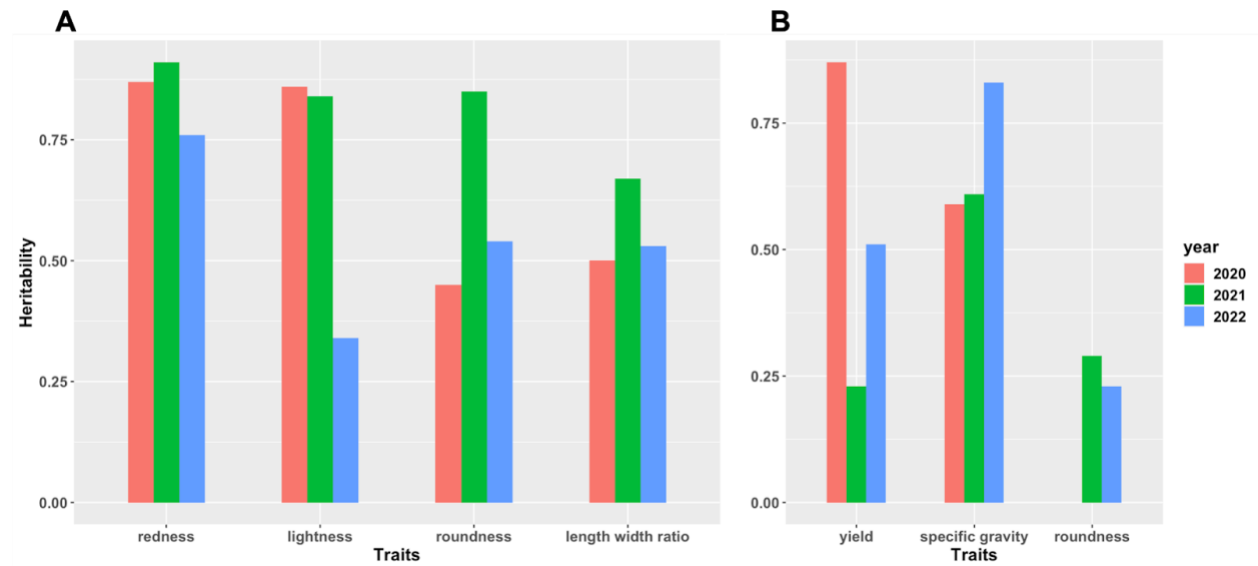 A
B
Heritability
0.75
0.50
0.25
0.00
redness
lightness
roundness
length width ratio
Traits
0.75
0.50
0.25
0.00
yield
specific gravity
roundness
Traits
year
2020
2021
2022